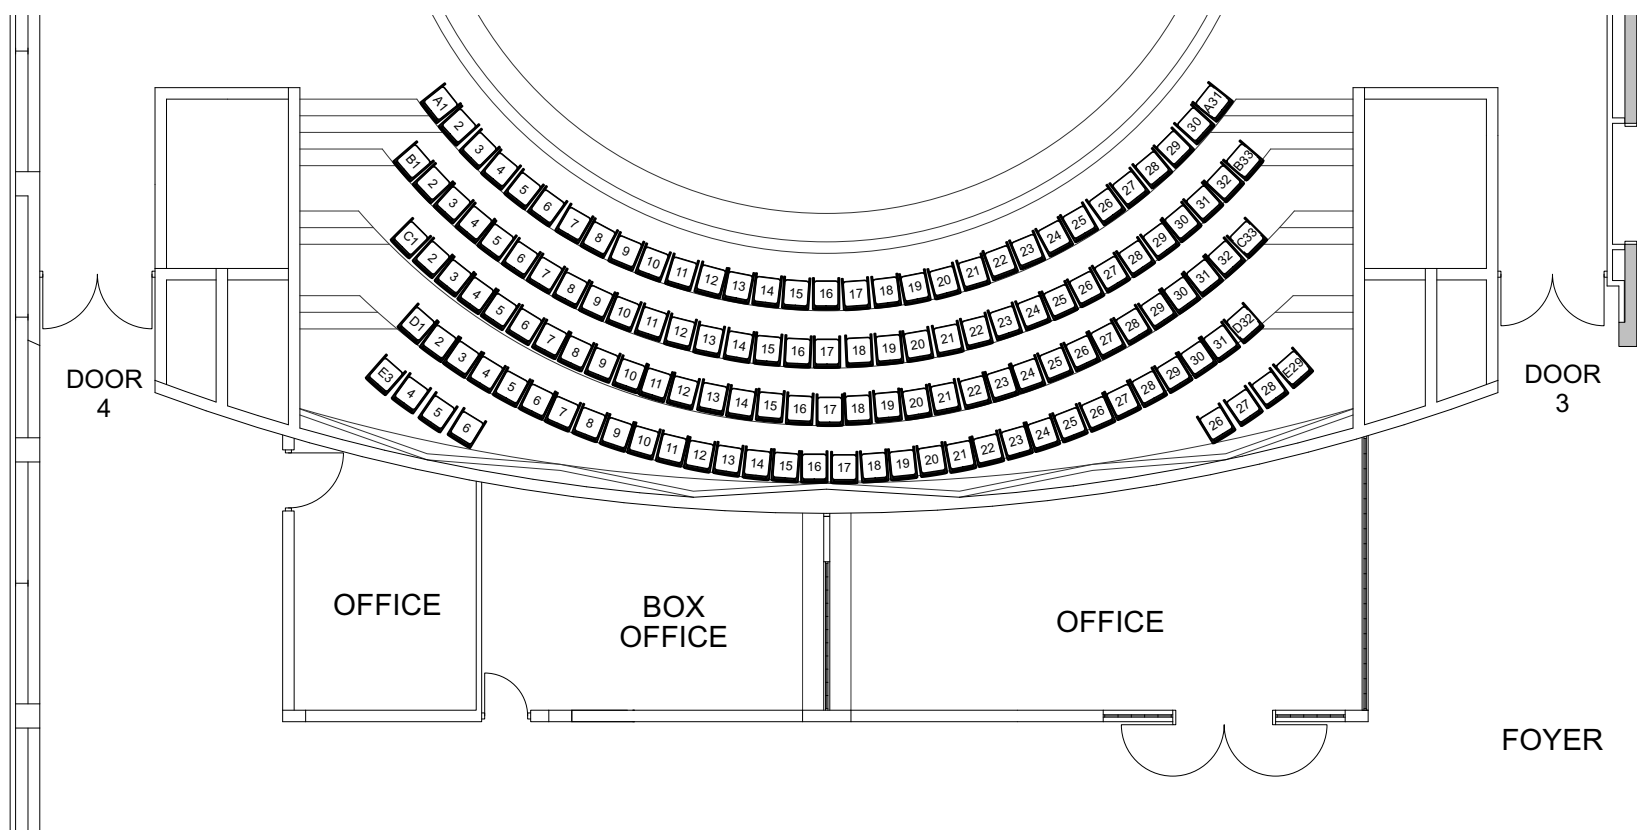 A1 2 3 4 5 6 7 8 9 10 11 12 13 14 15 16 17 18 19 20 21 22 23 24 25 26 27 28 29 30 A31
B1 2 3 4 5 6 7 8 9 10 11 12 13 14 15 16 17 18 19 20 21 22 23 24 25 26 27 28 29 30 31 32 B33
C1 2 3 4 5 6 7 8 9 10 11 12 13 14 15 16 17 18 19 20 21 22 23 24 25 26 27 28 29 30 31 32 C33
D1 2 3 4 5 6 7 8 9 10 11 12 13 14 15 16 17 18 19 20 21 22 23 24 25 26 27 28 29 30 31 D32
E3 4 5 6 26 27 28 E29
DOOR
4
DOOR
3
OFFICE
BOX
OFFICE
OFFICE
FOYER